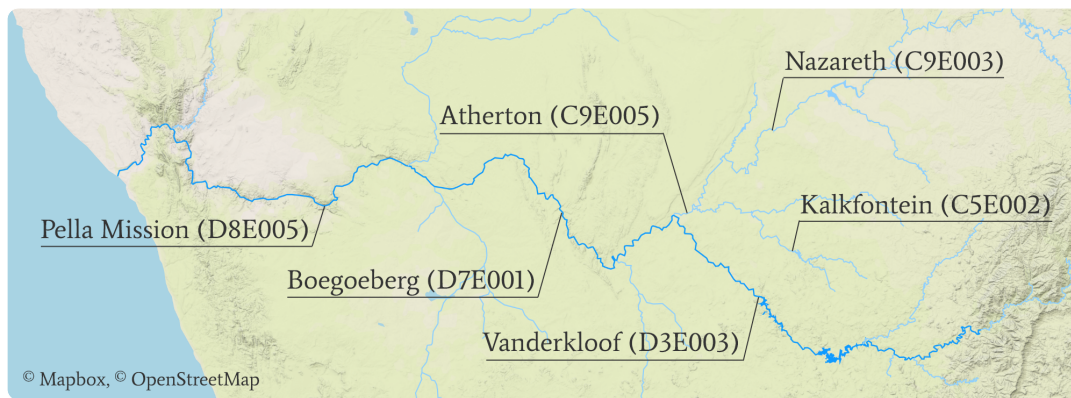 Nazareth (C9E003)
Atherton (C9E005)
Kalkfontein (C5E002)
Pella Mission (D8E005)
Boegoeberg (D7E001)
Vanderkloof (D3E003)
© Mapbox, © OpenStreetMap